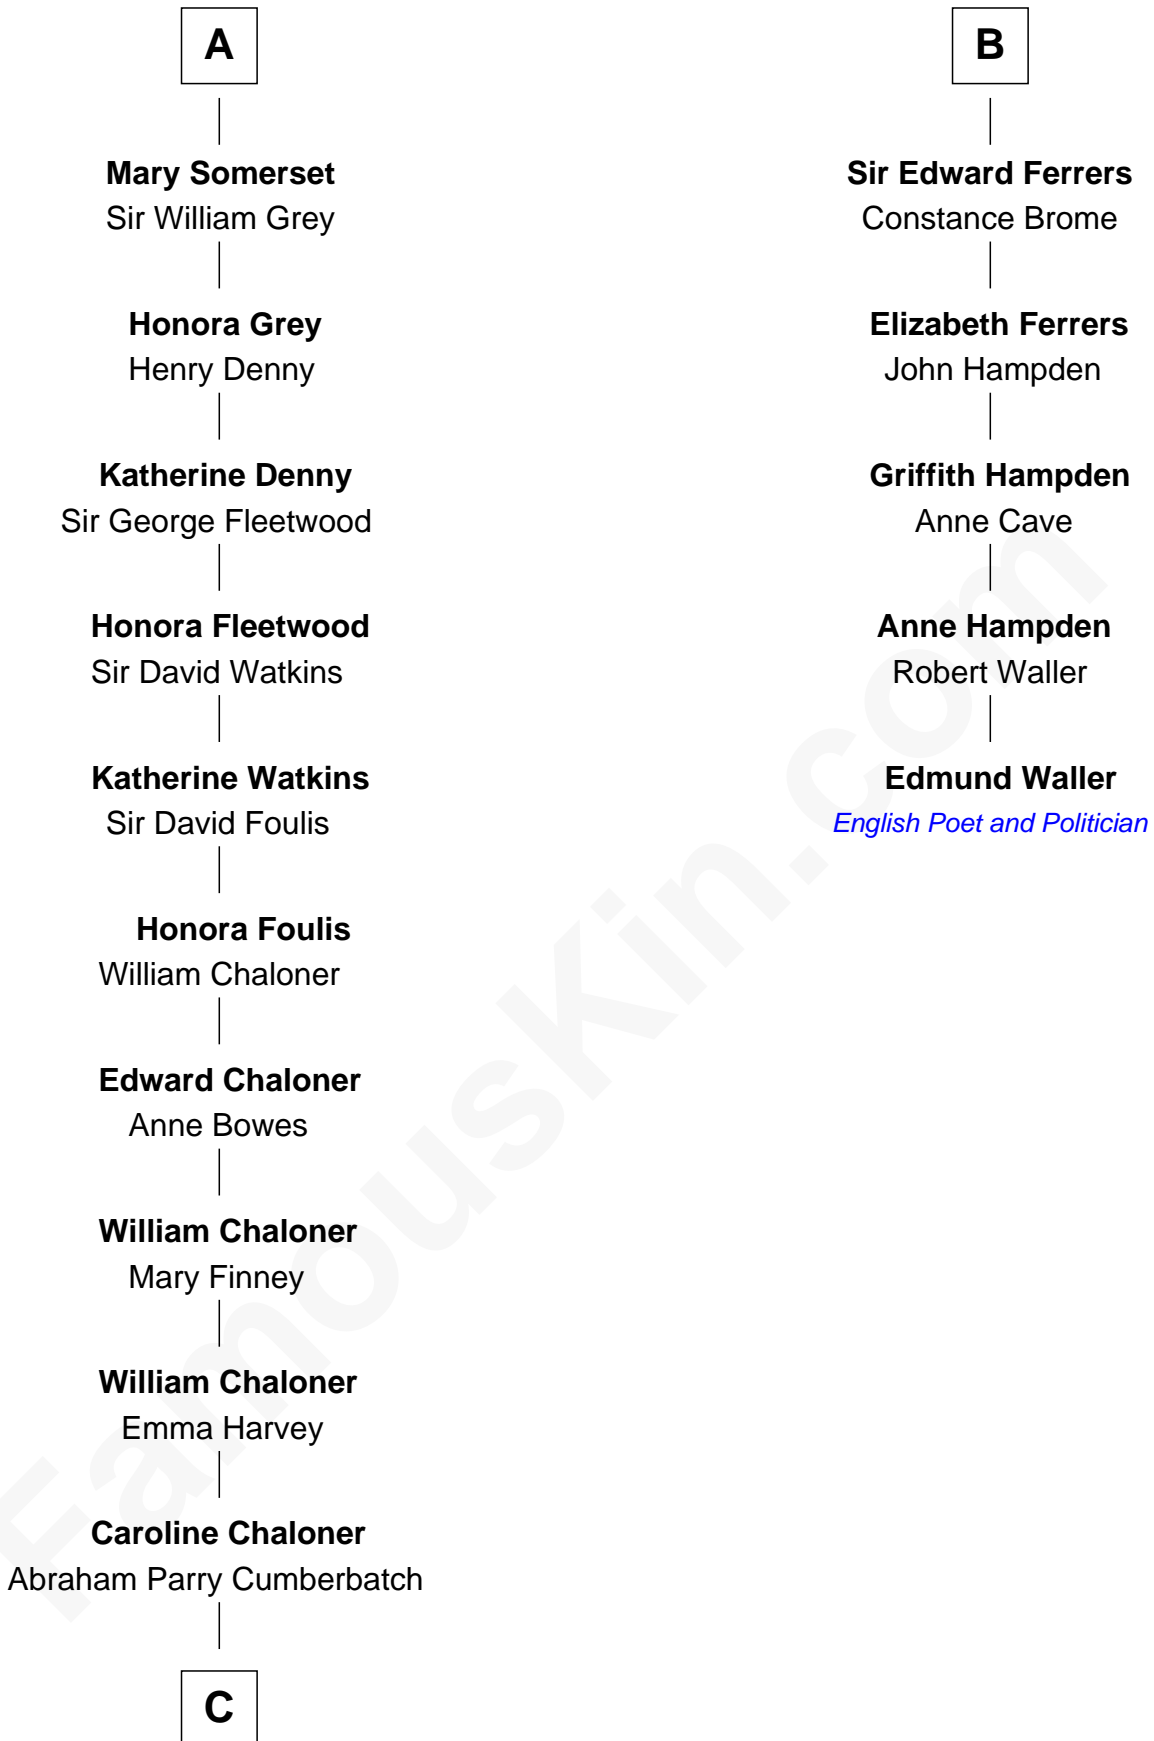 A
Mary Somerset
Sir William Grey
Honora Grey
Henry Denny
Katherine Denny
Sir George Fleetwood
Honora Fleetwood
Sir David Watkins
Katherine Watkins
Sir David Foulis
Honora Foulis
William Chaloner
Edward Chaloner
Anne Bowes
William Chaloner
Mary Finney
William Chaloner
Emma Harvey
Caroline Chaloner
Abraham Parry Cumberbatch
C
B
Sir Edward Ferrers
Constance Brome
Elizabeth Ferrers
John Hampden
Griffith Hampden
Anne Cave
Anne Hampden
Robert Waller
Edmund Waller
English Poet and Politician
FamousKin.com